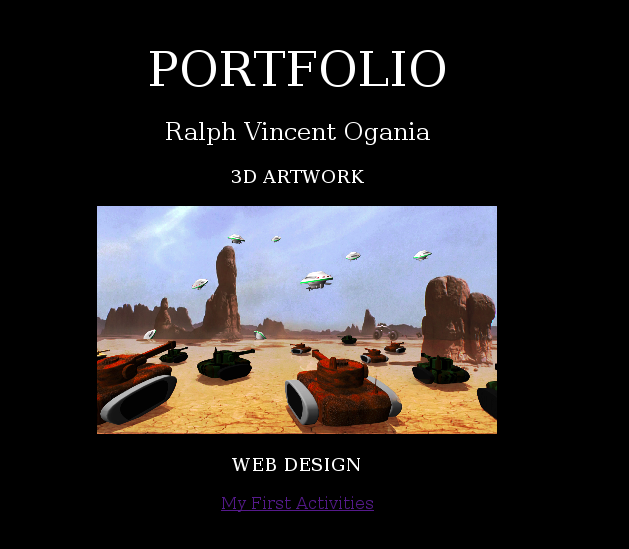 PORTFOLIO
Ralph Vincent Ogania
3D ARTWORK
WEB DESIGN
My First Activities